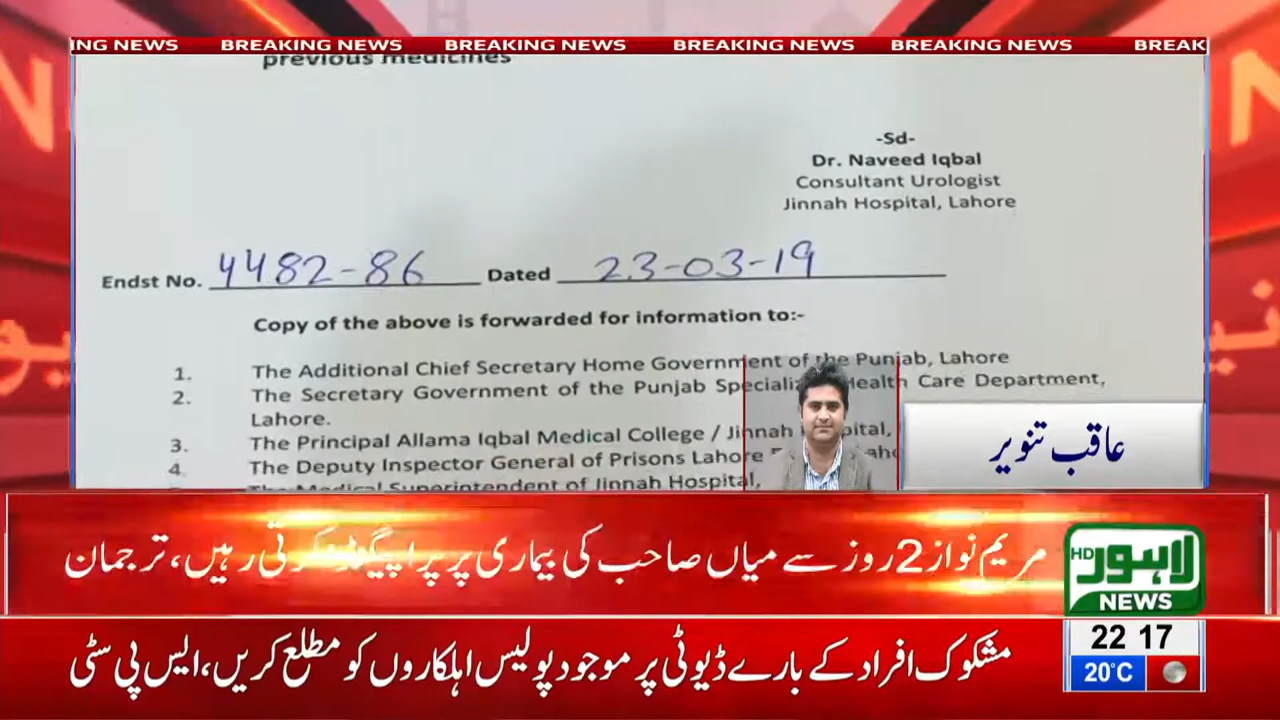 ING NEWS BREAKING NEWS BREAKING NEWS BREAKING NEWS BREAKING NEWS BREAK
previous medicines
-Sd-
Dr. Naveed Iqbal
Consultant Urologist
Jinnah Hospital, Lahore
Endst No. 4482-86 Dated 23-03-19
Copy of the above is forwarded for information to:-
1. The Additional Chief Secretary Home Government of the Punjab, Lahore
2. The Secretary Government of the Punjab Specializ Health Care Department,
Lahore.
3. The Principal Allama Iqbal Medical College / Jinnah ital,
4. The Deputy Inspector General of Prisons Lahore
The Medical Superintendent of Jinnah Hospital,
عاقب تنویر
مریم نواز 2 روز سے میاں صاحب کی بیماری پر پراپیگنڈہ کرتی رہیں، ترجمان
HD لاہور
NEWS
مشکوک افراد کے بارے ڈیوٹی پر موجود پولیس اہلکاروں کو مطلع کریں، ایس پی سٹی
22 17
20°C